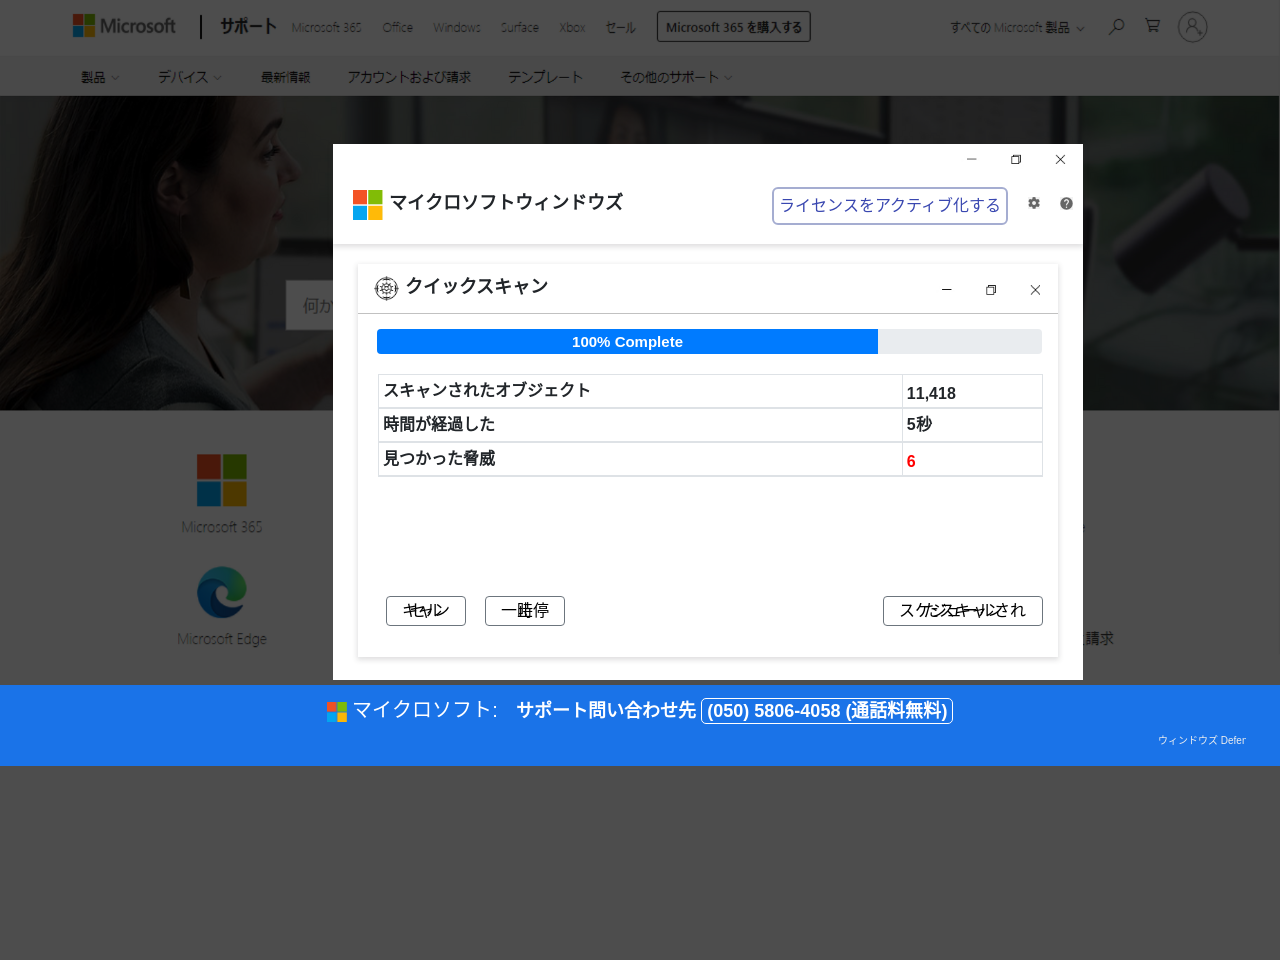 Microsoft サポート Microsoft 365 Office Windows Surface Xbox セール Microsoft 365 を購入する すべての Microsoft 製品
製品 デバイス 最新情報 アカウントおよび請求 テンプレート その他のサポート
マイクロソフトウィンドウズ ライセンスをアクティブ化する
クイックスキャン
何か
100% Complete
スキャンされたオブジェクト 11,418
時間が経過した 5秒
見つかった脅威 6
Microsoft 365
キャンセル 一時停止 スケジュールされたスキャン
Microsoft Edge
請求
マイクロソフト: サポート問い合わせ先 (050) 5806-4058 (通話料無料)
ウィンドウズ Defer